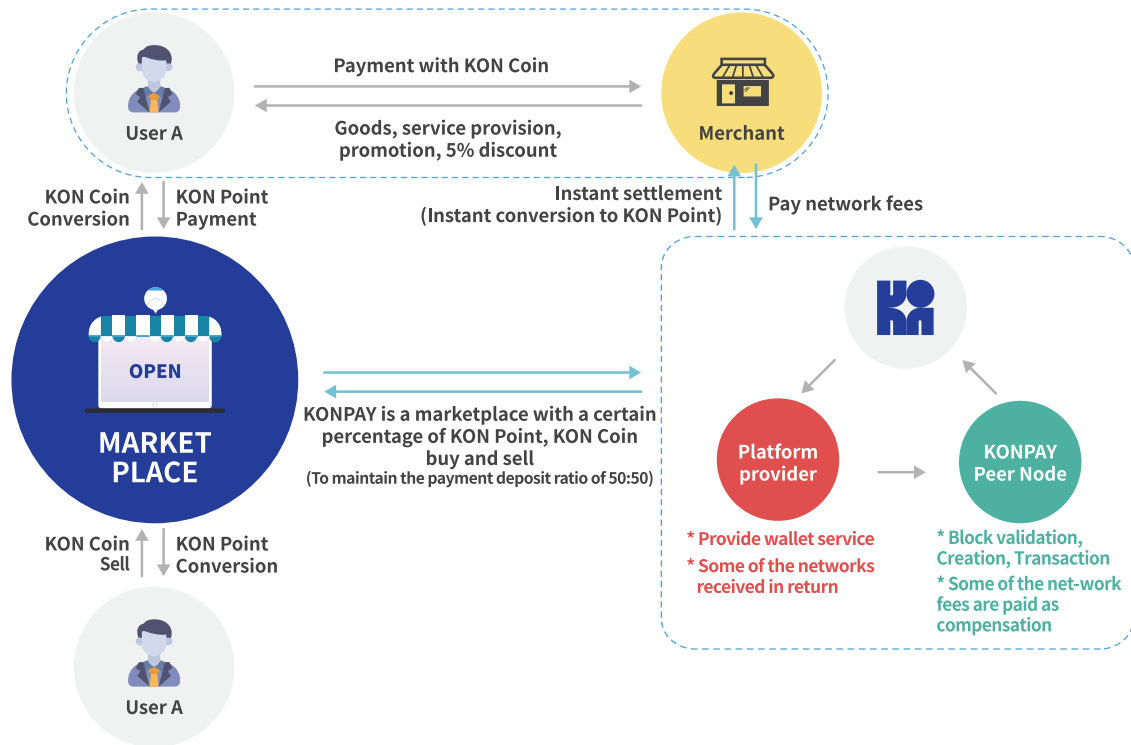 User A
Payment with KON Coin
Goods, service provision,
promotion, 5% discount
Merchant
KON Coin
Conversion
KON Point
Payment
Instant settlement
(Instant conversion to KON Point)
Pay network fees
OPEN
MARKET
PLACE
KONPAY is a marketplace with a certain
percentage of KON Point, KON Coin
buy and sell
(To maintain the payment deposit ratio of 50:50)
KONA
Platform
provider
KONPAY
Peer Node
* Provide wallet service
* Some of the networks
received in return
* Block validation,
Creation, Transaction
* Some of the net-work
fees are paid as
compensation
KON Coin
Sell
KON Point
Conversion
User A